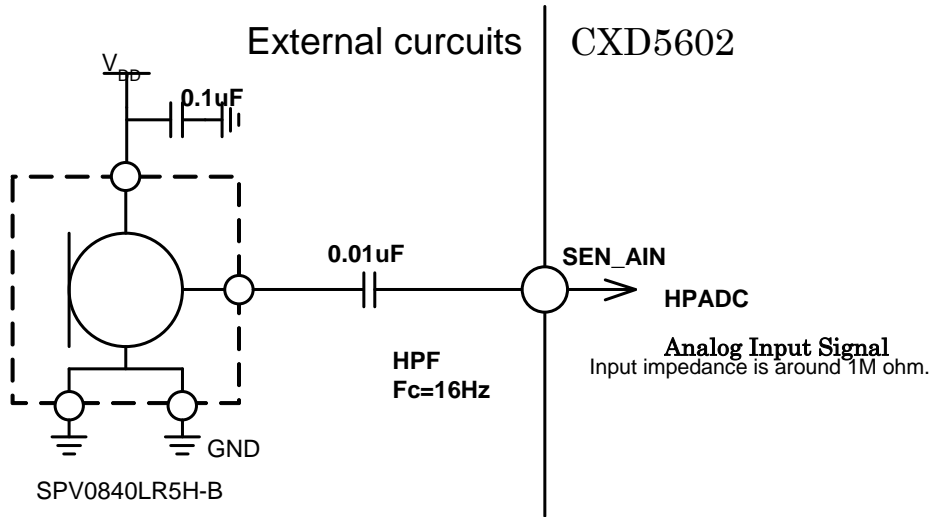 External curcuits
CXD5602
VDD
0.1uF
0.01uF
SEN_AIN
HPADC
HPF
Fc=16Hz
Analog Input Signal
Input impedance is around 1M ohm.
GND
SPV0840LR5H-B